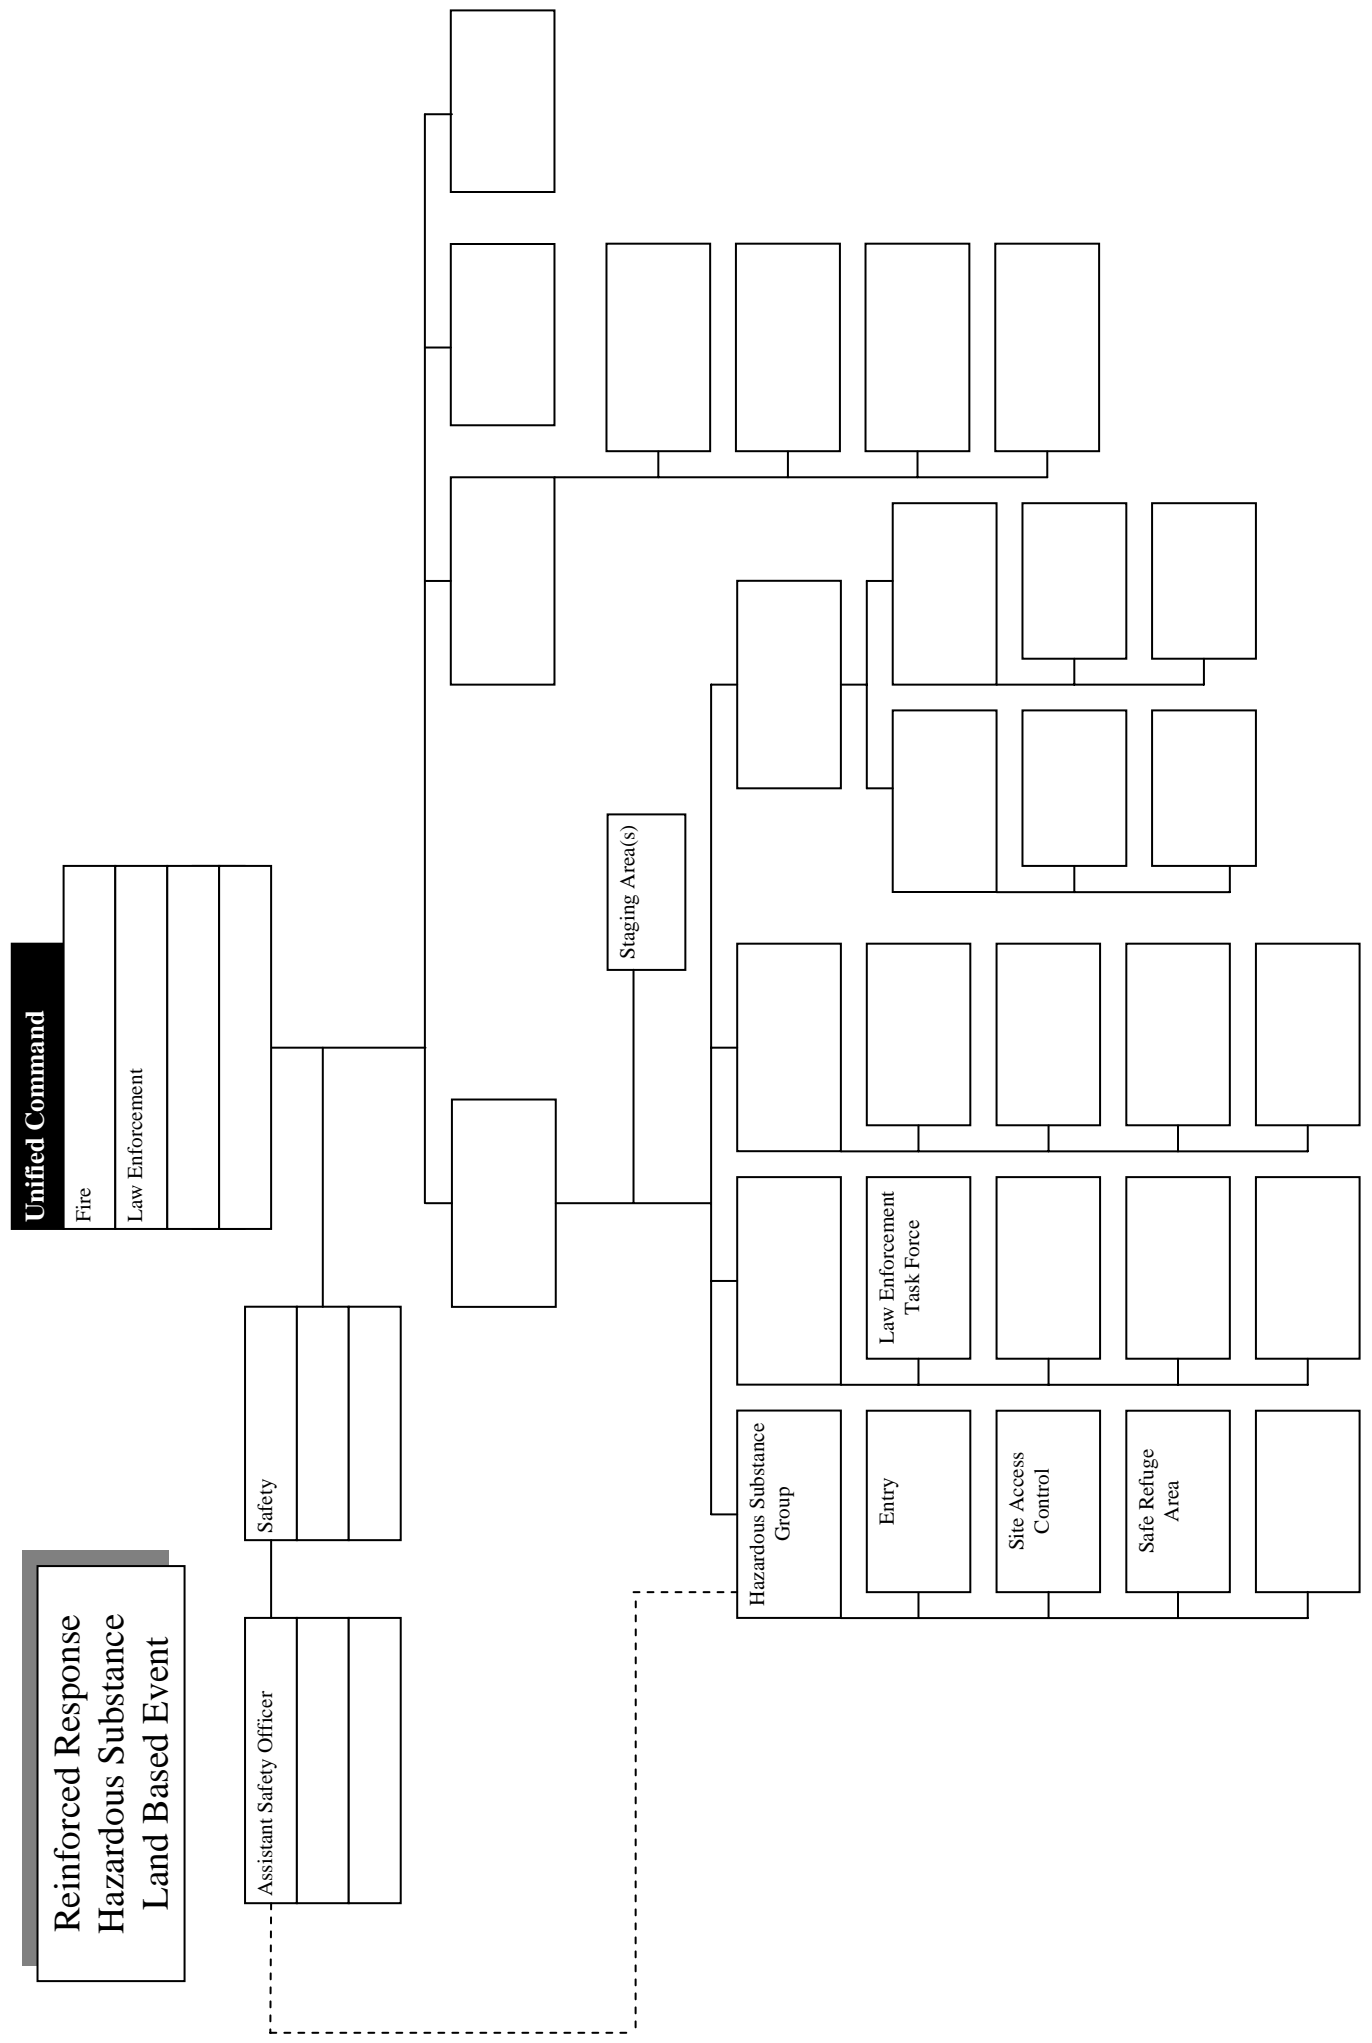 Reinforced Response
Hazardous Substance
Land Based Event
Unified Command
Fire
Law Enforcement
Safety
Assistant Safety Officer
Staging Area(s)
Hazardous Substance
Group
Entry
Site Access
Control
Safe Refuge
Area
Law Enforcement
Task Force